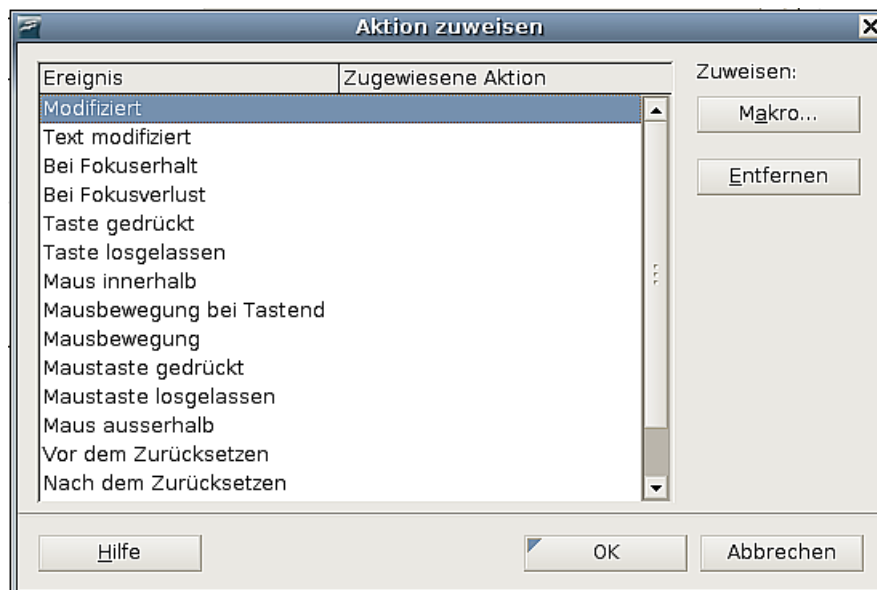 Aktion zuweisen
Ereignis Zugewiesene Aktion
Zuweisen:
Modifiziert
Makro...
Text modifiziert
Bei Fokuserhalt
Entfernen
Bei Fokusverlust
Taste gedrückt
Taste losgelassen
Maus innerhalb
Mausbewegung bei Tastend
Mausbewegung
Maustaste gedrückt
Maustaste losgelassen
Maus ausserhalb
Vor dem Zurücksetzen
Nach dem Zurücksetzen
Hilfe OK Abbrechen